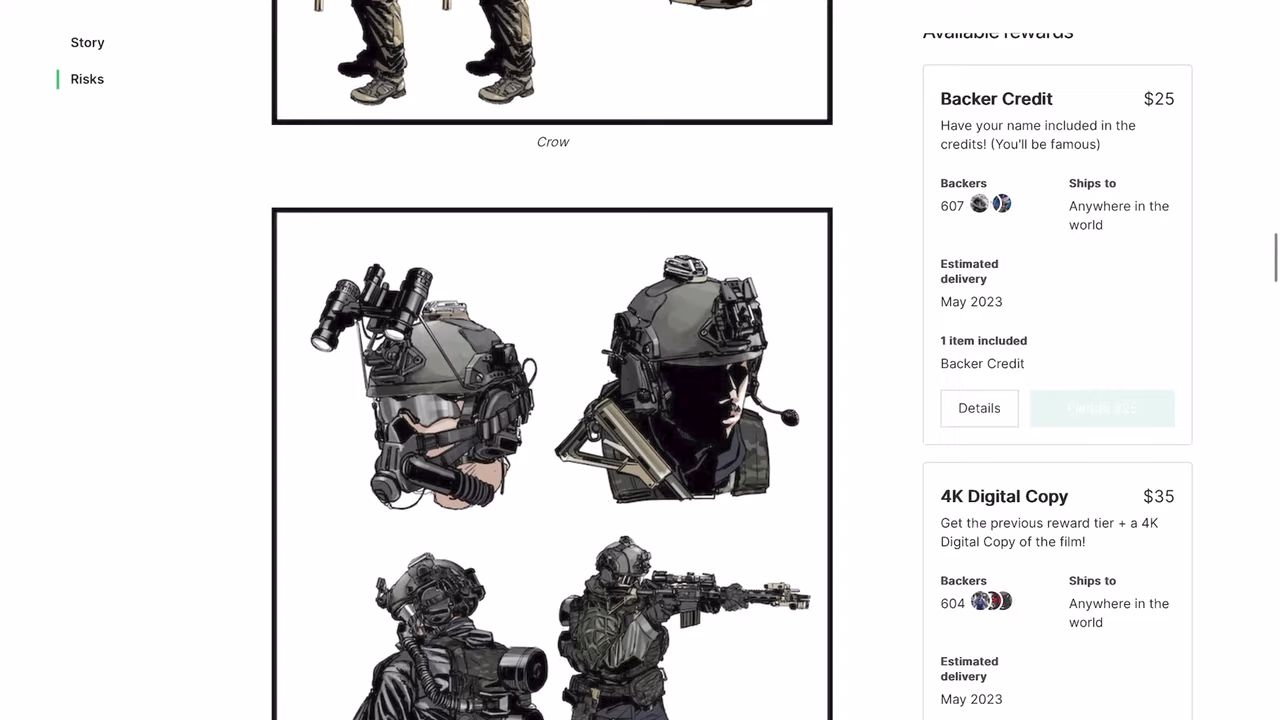 Story
Risks
Crow
Available rewards
Backer Credit $25
Have your name included in the
credits! (You'll be famous)
Backers Ships to
607 Anywhere in the
world
Estimated
delivery
May 2023
1 item included
Backer Credit
Details
4K Digital Copy $35
Get the previous reward tier + a 4K
Digital Copy of the film!
Backers Ships to
604 Anywhere in the
world
Estimated
delivery
May 2023